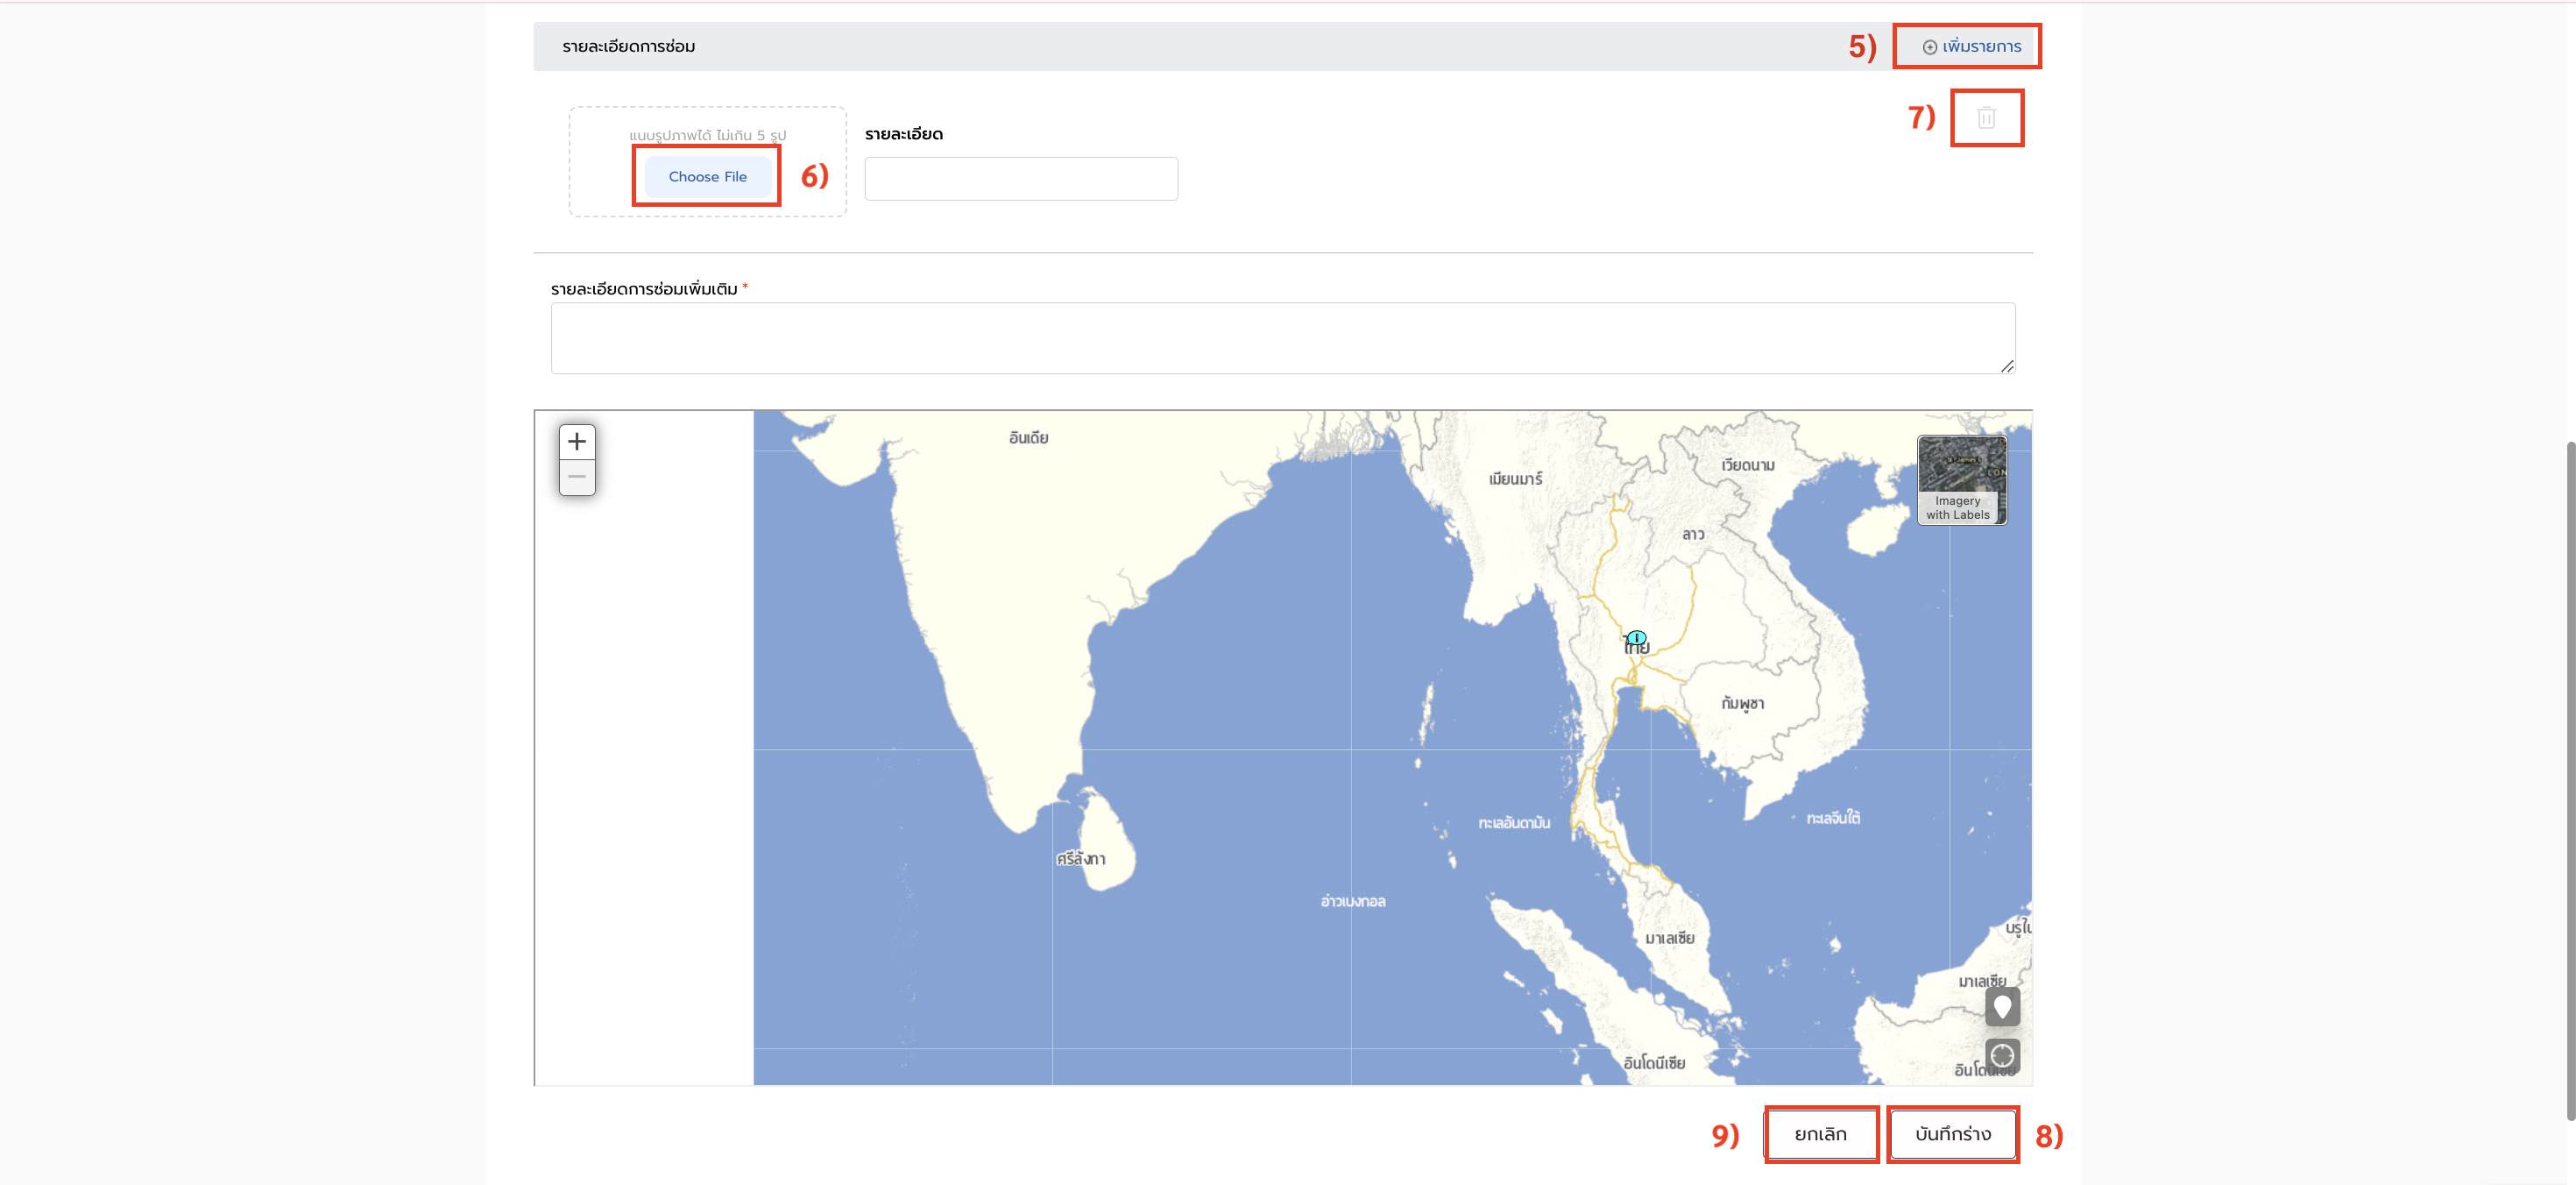 รายละเอียดการซ่อม
5)
เพิ่มรายการ
7)
แนบรูปภาพได้ ไม่เกิน 5 รูป
Choose File
6)
รายละเอียด
รายละเอียดการซ่อมเพิ่มเติม *
+
−
อินเดีย
เมียนมาร์
เวียดนาม
ลาว
Imagery
with Labels
ไทย
กัมพูชา
ทะเลอันดามัน
ทะเลจีนใต้
ศรีลังกา
อ่าวเบงกอล
มาเลเซีย
มาเลเซีย
อินโดนีเซีย
อินโดนีเซีย
9)
ยกเลิก
บันทึกร่าง
8)